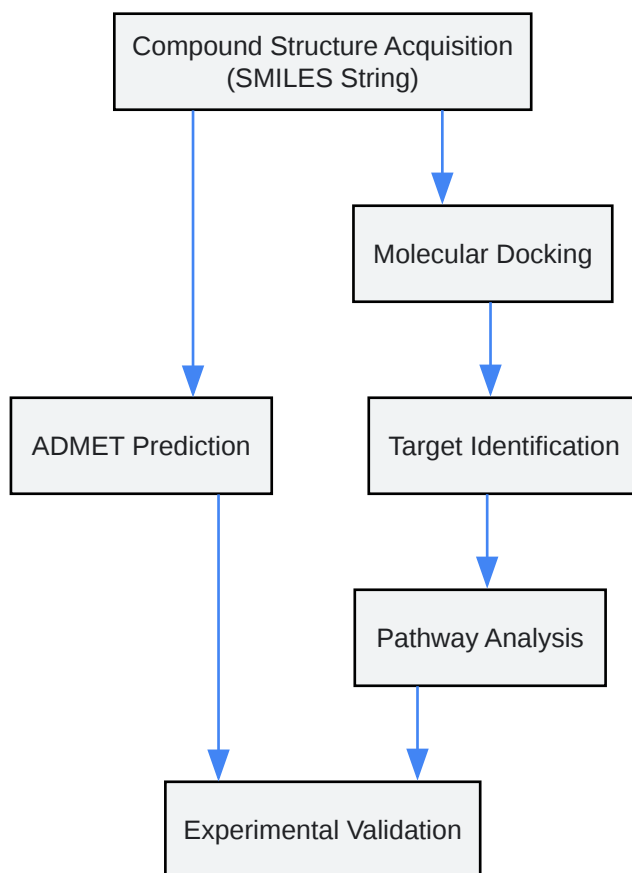 Compound Structure Acquisition
(SMILES String)
Molecular Docking
ADMET Prediction
Target Identification
Pathway Analysis
Experimental Validation